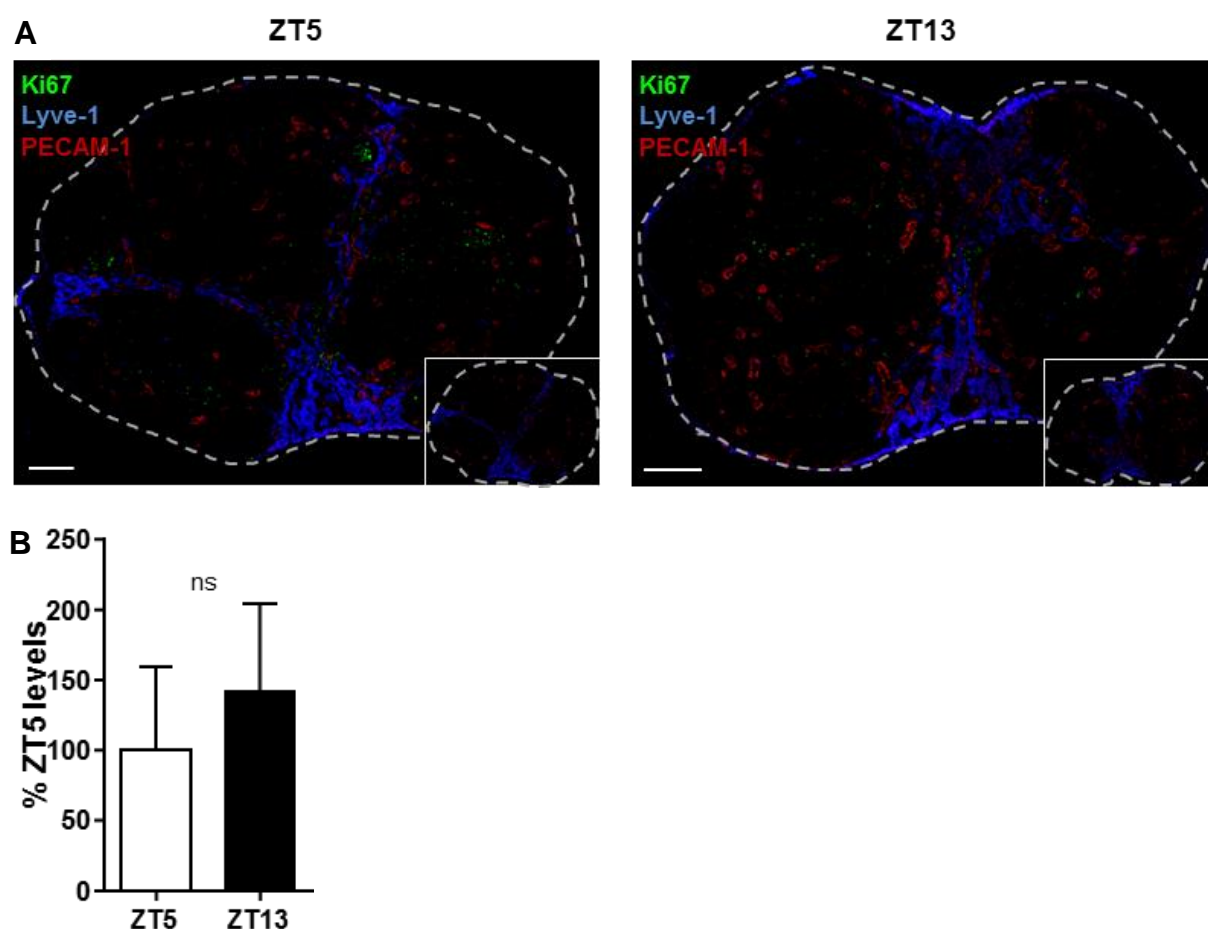 A
ZT5
ZT13
Ki67
Lyve-1
PECAM-1
Ki67
Lyve-1
PECAM-1
B
% ZT5 levels
250
200
150
100
50
0
ns
ZT5
ZT13